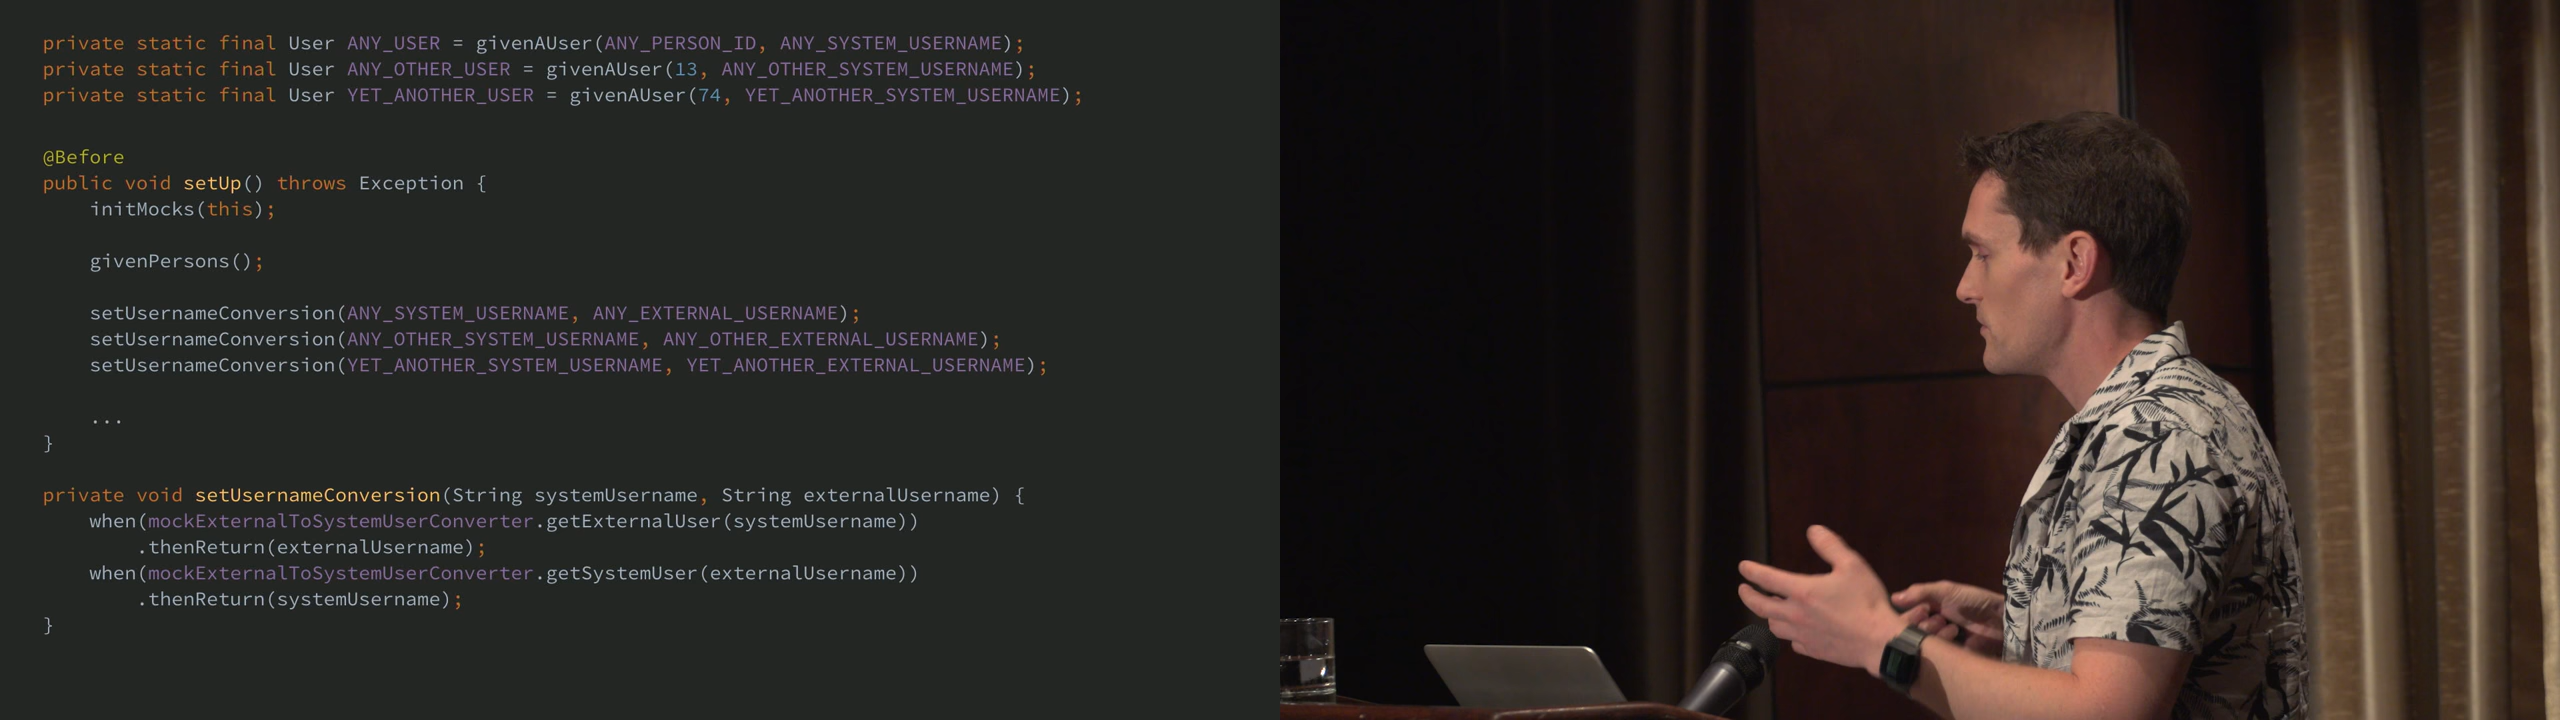 private static final User ANY_USER = givenAUser(ANY_PERSON_ID, ANY_SYSTEM_USERNAME);
private static final User ANY_OTHER_USER = givenAUser(13, ANY_OTHER_SYSTEM_USERNAME);
private static final User YET_ANOTHER_USER = givenAUser(74, YET_ANOTHER_SYSTEM_USERNAME);
@Before
public void setUp() throws Exception {
    initMocks(this);
    givenPersons();
    setUsernameConversion(ANY_SYSTEM_USERNAME, ANY_EXTERNAL_USERNAME);
    setUsernameConversion(ANY_OTHER_SYSTEM_USERNAME, ANY_OTHER_EXTERNAL_USERNAME);
    setUsernameConversion(YET_ANOTHER_SYSTEM_USERNAME, YET_ANOTHER_EXTERNAL_USERNAME);
    ...
}
private void setUsernameConversion(String systemUsername, String externalUsername) {
    when(mockExternalToSystemUserConverter.getExternalUser(systemUsername))
        .thenReturn(externalUsername);
    when(mockExternalToSystemUserConverter.getSystemUser(externalUsername))
        .thenReturn(systemUsername);
}